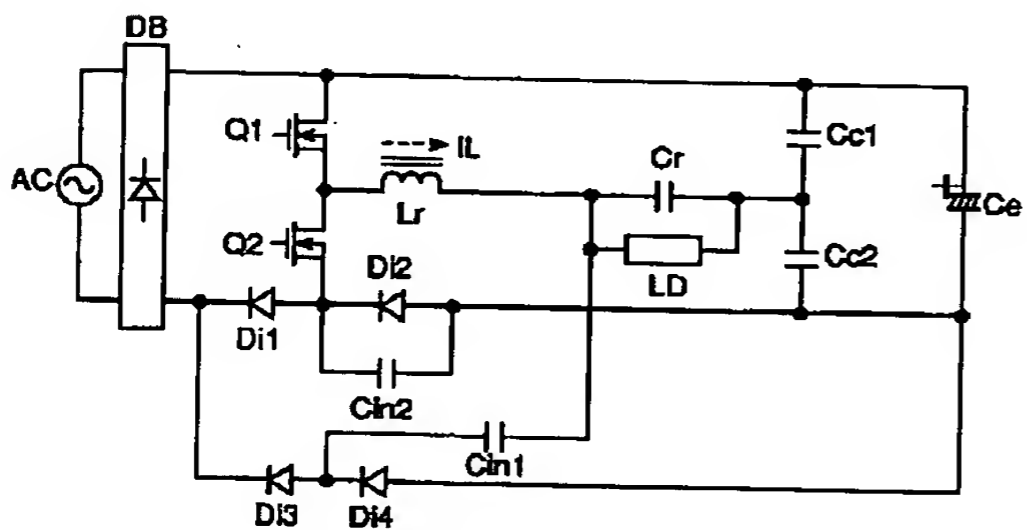 DB
Q1
IL
Cr
Cc1
AC
Lr
Ce
Q2
Di2
LD
Cc2
Di1
Cin2
Cin1
Di3
Di4